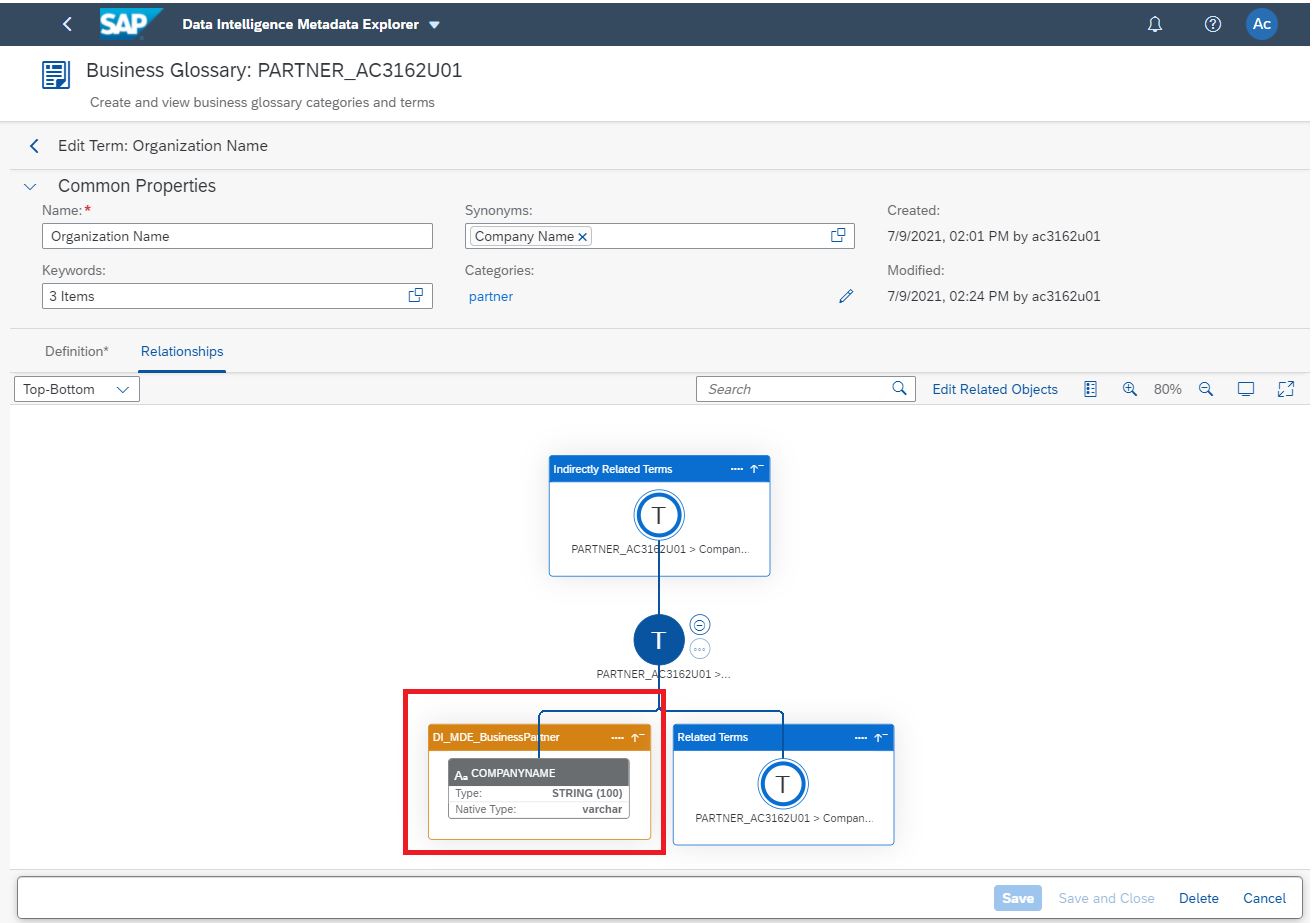 SAP Data Intelligence Metadata Explorer Ac
Business Glossary: PARTNER_AC3162U01
Create and view business glossary categories and terms
Edit Term: Organization Name
Common Properties
Name:* Synonyms: Created:
Organization Name Company Name 7/9/2021, 02:01 PM by ac3162u01
Keywords: Categories: Modified:
3 Items partner 7/9/2021, 02:24 PM by ac3162u01
Definition* Relationships
Top-Bottom Search Edit Related Objects 80%
Indirectly Related Terms
T
PARTNER_AC3162U01 > Compan...
T
PARTNER_AC3162U01 >...
DI_MDE_BusinessPartner Related Terms
Aa COMPANYNAME T
Type: STRING (100)
Native Type: varchar
PARTNER_AC3162U01 > Compan...
Save Save and Close Delete Cancel